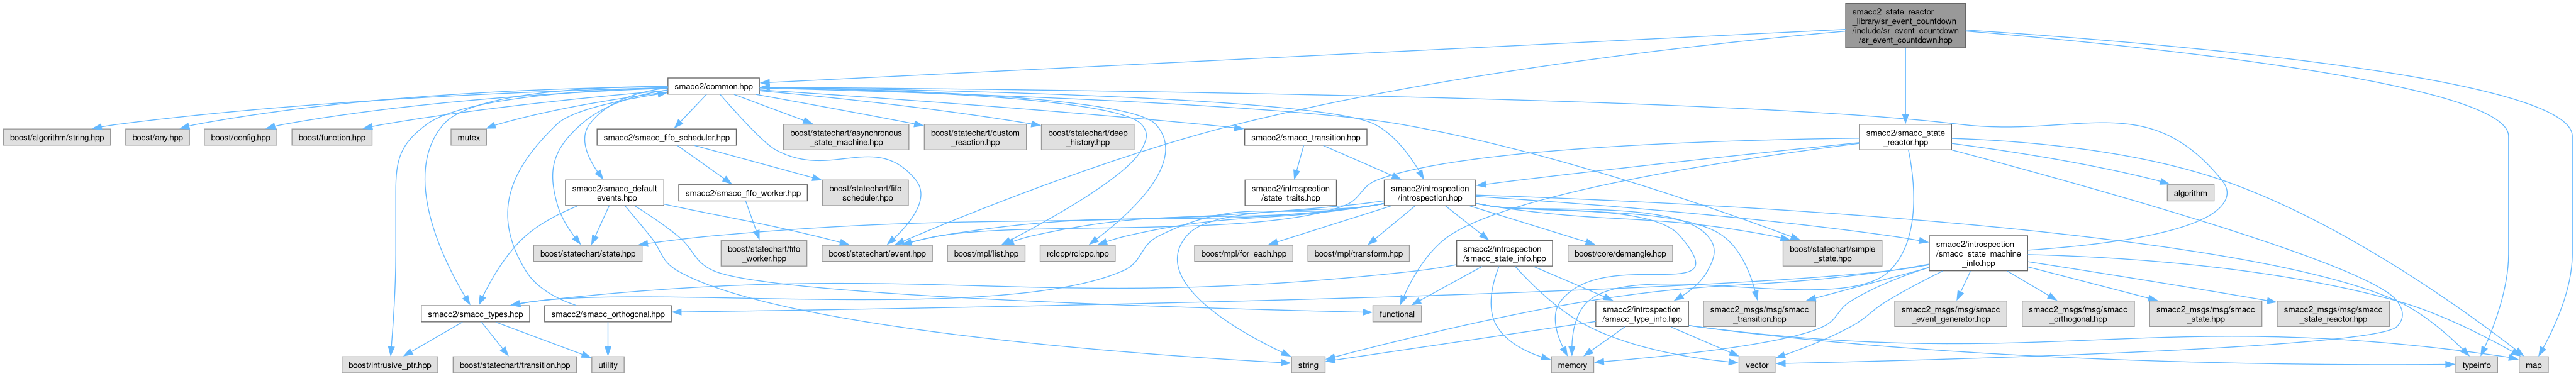 smacc2_state_reactor
_library/sr_event_countdown
/include/sr_event_countdown
/sr_event_countdown.hpp
smacc2/common.hpp
boost/algorithm/string.hpp
boost/any.hpp
boost/config.hpp
boost/function.hpp
mutex
smacc2/smacc_fifo_scheduler.hpp
boost/statechart/asynchronous
_state_machine.hpp
boost/statechart/custom
_reaction.hpp
boost/statechart/deep
_history.hpp
smacc2/smacc_transition.hpp
smacc2/smacc_state
_reactor.hpp
smacc2/smacc_default
_events.hpp
smacc2/smacc_fifo_worker.hpp
boost/statechart/fifo
_scheduler.hpp
smacc2/introspection
/state_traits.hpp
smacc2/introspection
/introspection.hpp
algorithm
boost/statechart/state.hpp
boost/statechart/fifo
_worker.hpp
boost/statechart/event.hpp
boost/mpl/list.hpp
rclcpp/rclcpp.hpp
boost/mpl/for_each.hpp
boost/mpl/transform.hpp
smacc2/introspection
/smacc_state_info.hpp
boost/core/demangle.hpp
boost/statechart/simple
_state.hpp
smacc2/introspection
/smacc_state_machine
_info.hpp
smacc2/smacc_types.hpp
smacc2/smacc_orthogonal.hpp
functional
smacc2/introspection
/smacc_type_info.hpp
smacc2_msgs/msg/smacc
_transition.hpp
smacc2_msgs/msg/smacc
_event_generator.hpp
smacc2_msgs/msg/smacc
_orthogonal.hpp
smacc2_msgs/msg/smacc
_state.hpp
smacc2_msgs/msg/smacc
_state_reactor.hpp
boost/intrusive_ptr.hpp
boost/statechart/transition.hpp
utility
string
memory
vector
typeinfo
map